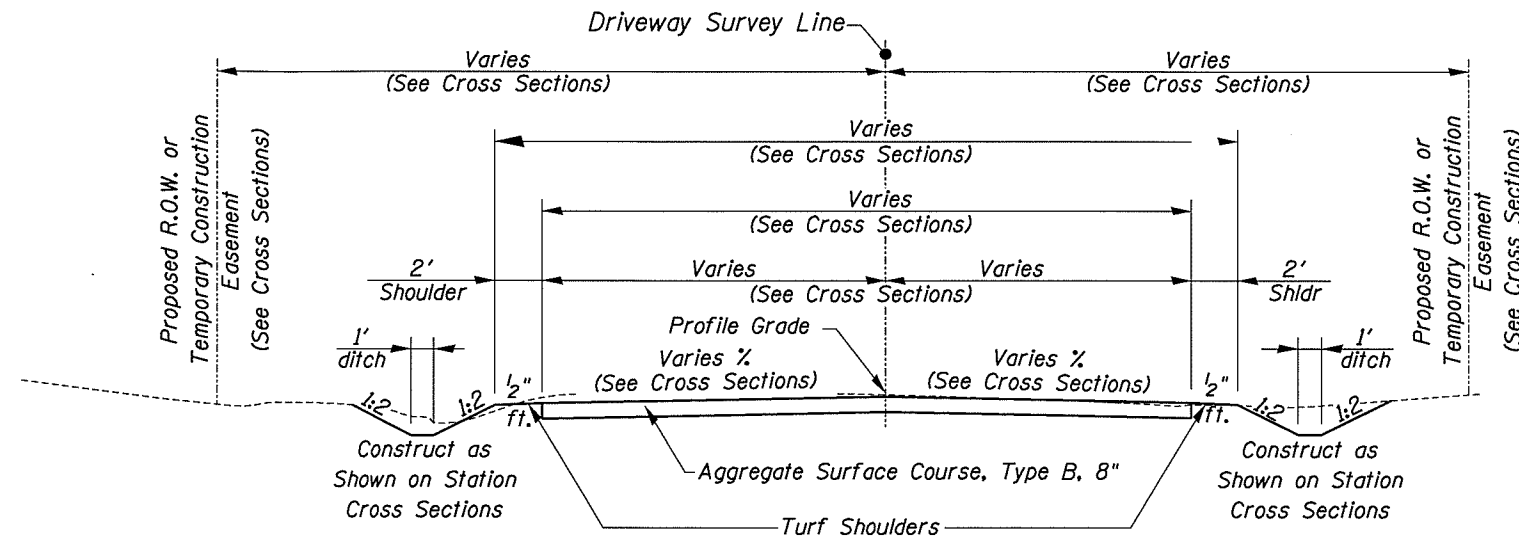 Driveway Survey Line
Varies
(See Cross Sections)
Varies
(See Cross Sections)
Proposed R.O.W. or
Temporary Construction
Easement
(See Cross Sections)
Varies
(See Cross Sections)
Varies
(See Cross Sections)
2'
Shoulder
Varies
Varies
(See Cross Sections)
2'
Shldr
Proposed R.O.W. or
Temporary Construction
Easement
(See Cross Sections)
1'
ditch
Profile Grade
Varies %
(See Cross Sections)
Varies %
(See Cross Sections)
1'
ditch
1:2
1:2
1/2"
ft.
1/2"
ft.
1:2
1:2
Construct as
Shown on Station
Cross Sections
Aggregate Surface Course, Type B, 8"
Turf Shoulders
Construct as
Shown on Station
Cross Sections